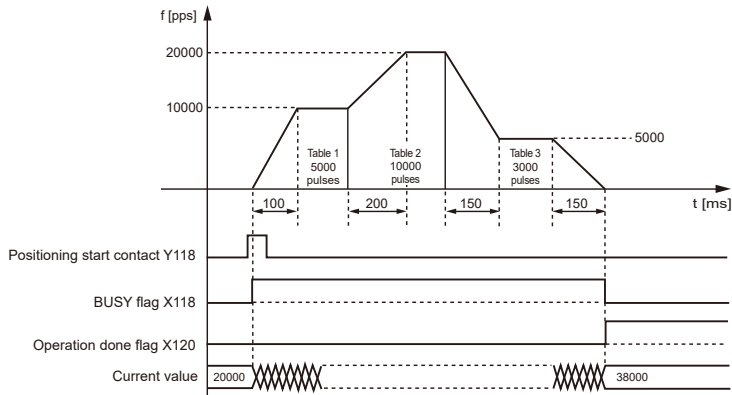 f [pps]
20000
10000
5000
Table 1
5000
pulses
Table 2
10000
pulses
Table 3
3000
pulses
100
200
150
150
t [ms]
Positioning start contact Y118
BUSY flag X118
Operation done flag X120
Current value
20000
38000